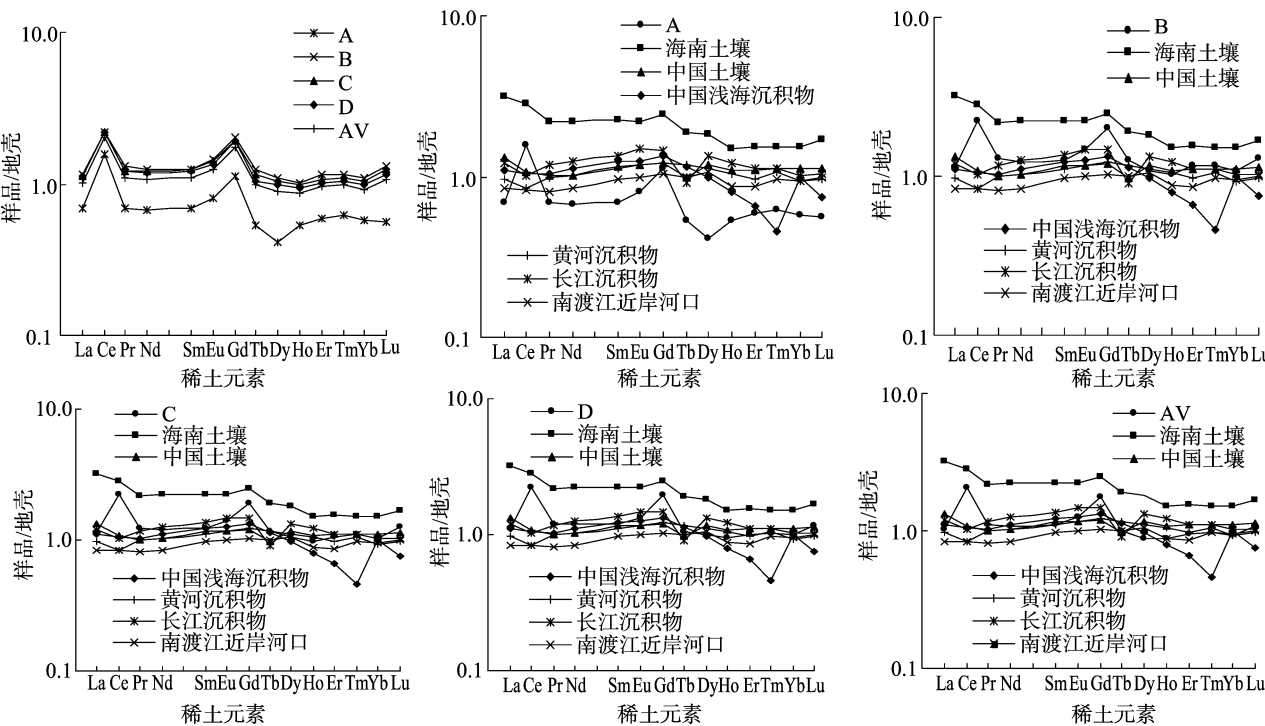 10.0
1.0
0.1
样品/地壳
A
B
C
D
AV
La Ce Pr Nd Sm Eu Gd Tb Dy Ho Er Tm Yb Lu
稀土元素
10.0
1.0
0.1
样品/地壳
A
海南土壤
中国土壤
中国浅海沉积物
黄河沉积物
长江沉积物
南渡江近岸河口
La Ce Pr Nd Sm Eu Gd Tb Dy Ho Er Tm Yb Lu
稀土元素
10.0
1.0
0.1
样品/地壳
B
海南土壤
中国土壤
中国浅海沉积物
黄河沉积物
长江沉积物
南渡江近岸河口
La Ce Pr Nd Sm Eu Gd Tb Dy Ho Er Tm Yb Lu
稀土元素
10.0
1.0
0.1
样品/地壳
C
海南土壤
中国土壤
中国浅海沉积物
黄河沉积物
长江沉积物
南渡江近岸河口
La Ce Pr Nd Sm Eu Gd Tb Dy Ho Er Tm Yb Lu
稀土元素
10.0
1.0
0.1
样品/地壳
D
海南土壤
中国土壤
中国浅海沉积物
黄河沉积物
长江沉积物
南渡江近岸河口
La Ce Pr Nd Sm Eu Gd Tb Dy Ho Er Tm Yb Lu
稀土元素
10.0
1.0
0.1
样品/地壳
AV
海南土壤
中国土壤
中国浅海沉积物
黄河沉积物
长江沉积物
南渡江近岸河口
La Ce Pr Nd Sm Eu Gd Tb Dy Ho Er Tm Yb Lu
稀土元素